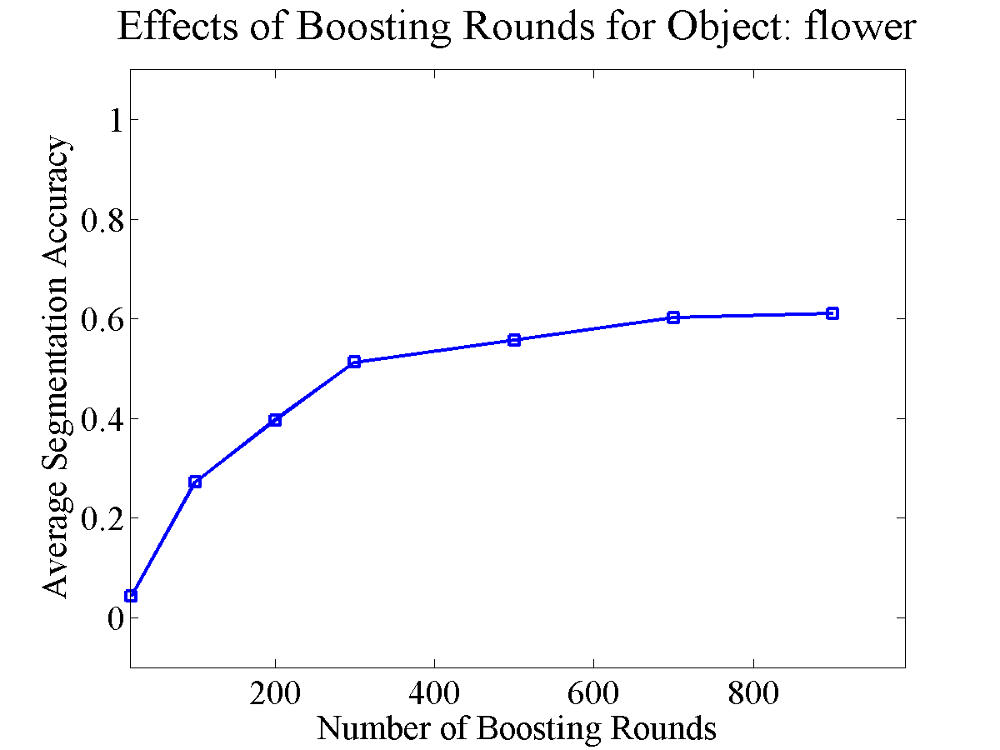 Effects of Boosting Rounds for Object: flower
Average Segmentation Accuracy
1
0.8
0.6
0.4
0.2
0
200 400 600 800
Number of Boosting Rounds